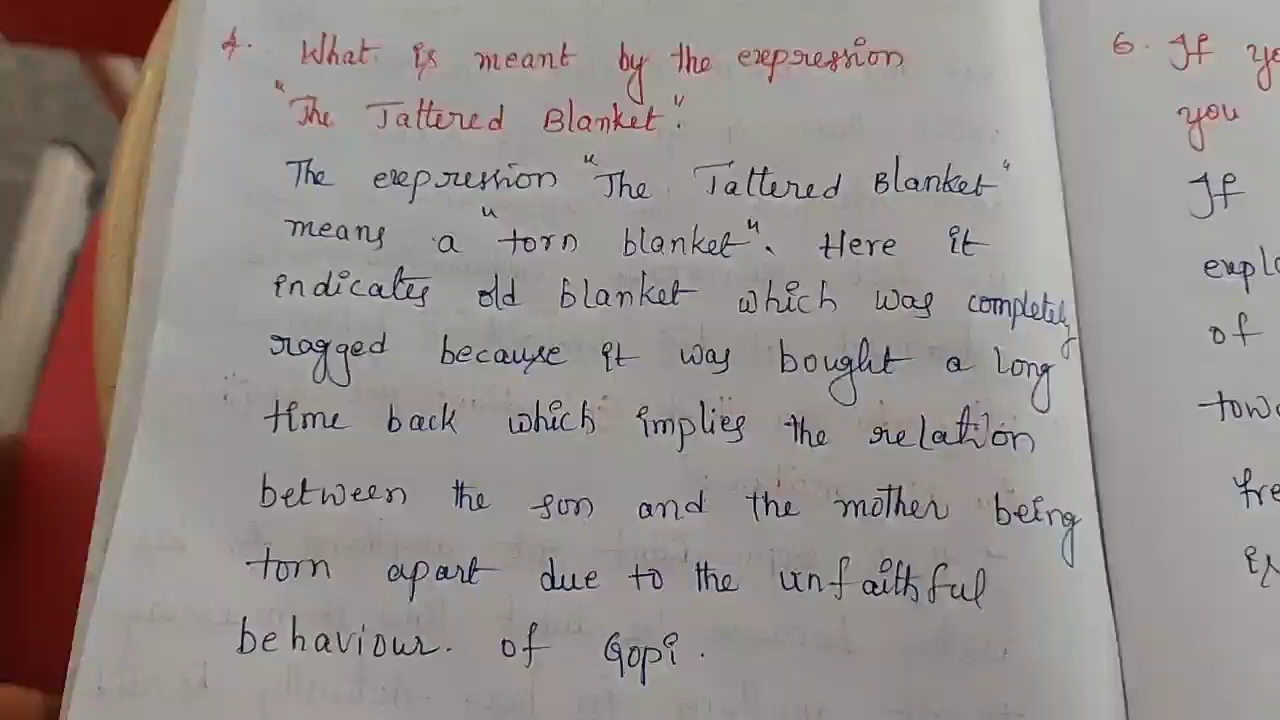 4. What is meant by the expression
"The Tattered Blanket".
The expression "The Tattered Blanket"
means a "torn blanket". Here it
indicates old blanket which was completely
ragged because it was bought a long
time back which implies the relation
between the son and the mother being
torn apart due to the unfaithful
behaviour. of Gopi.
6. If
you
If
of